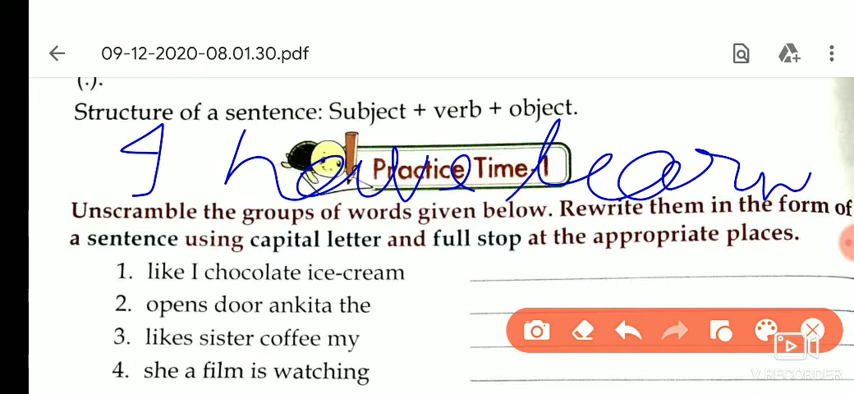 09-12-2020-08.01.30.pdf
(.).
Structure of a sentence: Subject + verb + object.
I have learn
Practice Time-1
Unscramble the groups of words given below. Rewrite them in the form of
a sentence using capital letter and full stop at the appropriate places.
1. like I chocolate ice-cream
2. opens door ankita the
3. likes sister coffee my
4. she a film is watching
V RECORDER